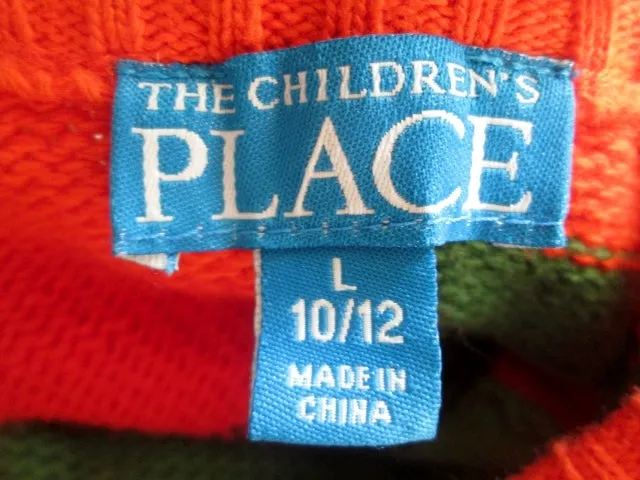 THE CHILDREN'S
PLACE
L
10/12
MADE IN
CHINA